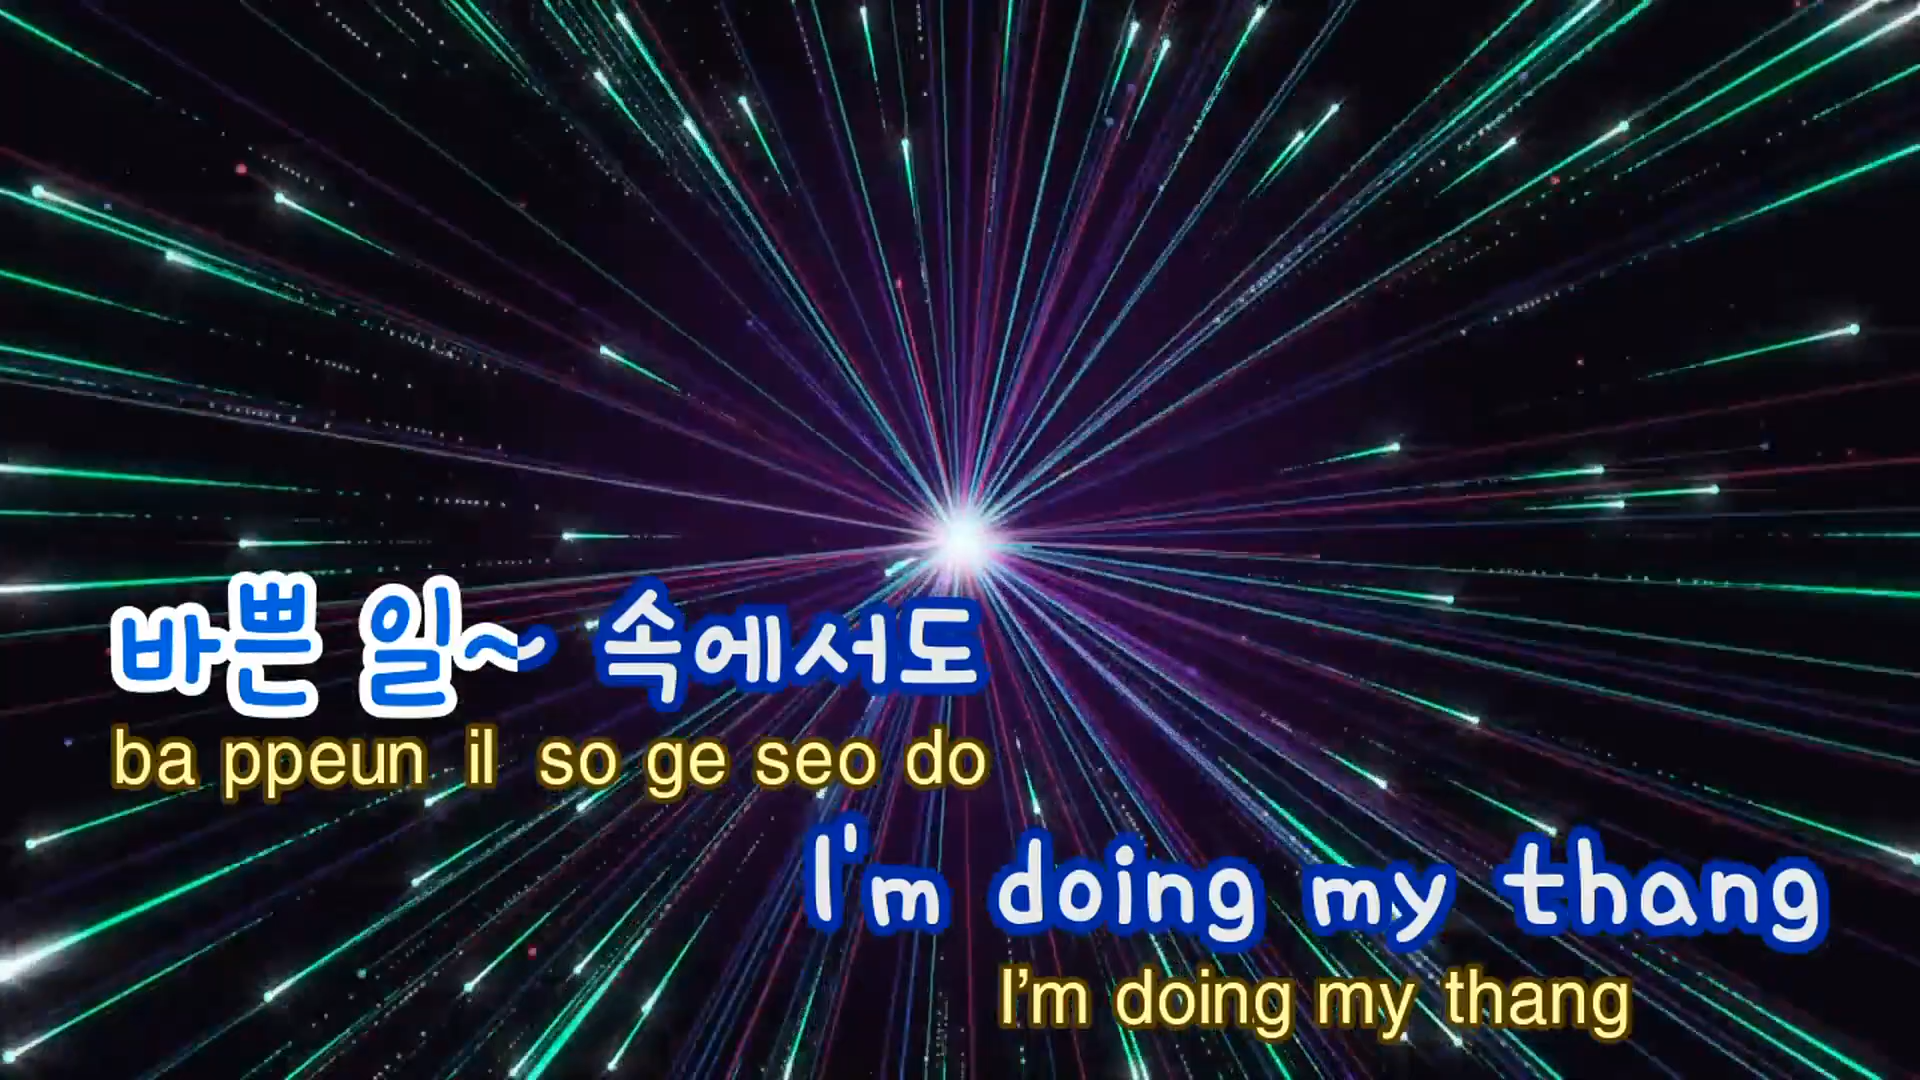 바쁜 일~ 속에서도
ba ppeun il so ge seo do
I'm doing my thang
I'm doing my thang